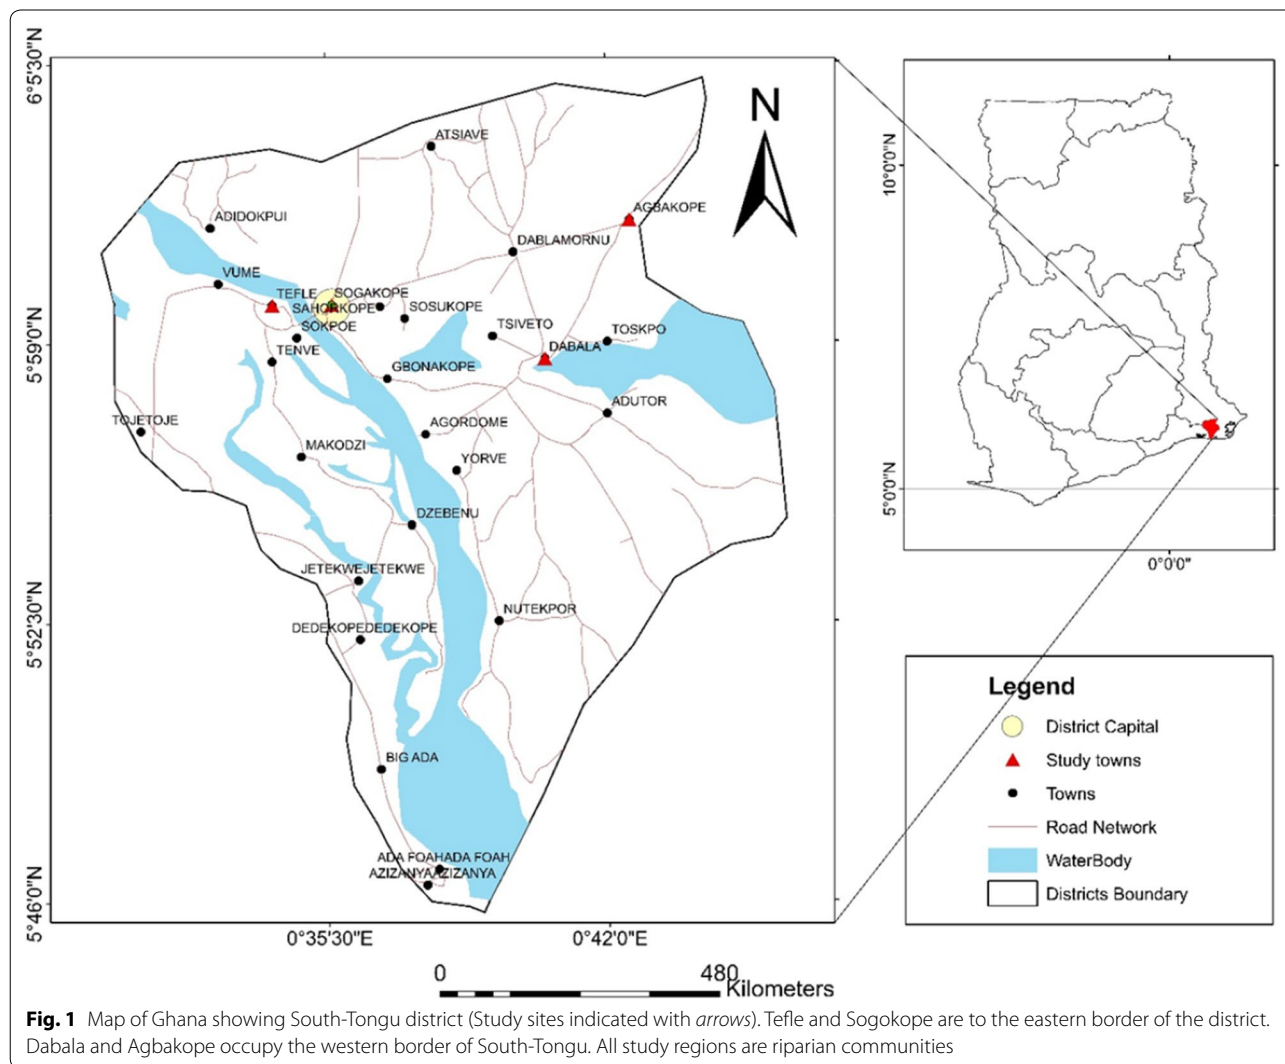 6°5'30"N
5°59'0"N
5°52'30"N
5°46'0"N
0°35'30"E
0°42'0"E
N
ATSIAVE
AGBAKOPE
ADIDOKPUI
DABLAMORNU
VUME
TEFLE
SOGAKOPE
SAHORKOPE
SOSUKOPE
SOKPOE
TSIVETO
TOSKPO
TENVE
DABALA
GBONAKOPE
ADUTOR
TOJETOJE
AGORDOME
MAKODZI
YORVE
DZEBENU
JETEKWEJETEKWE
NUTEKPOR
DEDEKOPEDEDEKOPE
BIG ADA
ADA FOAHADA FOAH
AZIZANYAAZIZANYA
0 480
Kilometers
10°0'0"N
5°0'0"N
0°0'0"
Legend
District Capital
Study towns
Towns
Road Network
WaterBody
Districts Boundary
Fig. 1 Map of Ghana showing South-Tongu district (Study sites indicated with arrows). Tefle and Sogokope are to the eastern border of the district.
Dabala and Agbakope occupy the western border of South-Tongu. All study regions are riparian communities